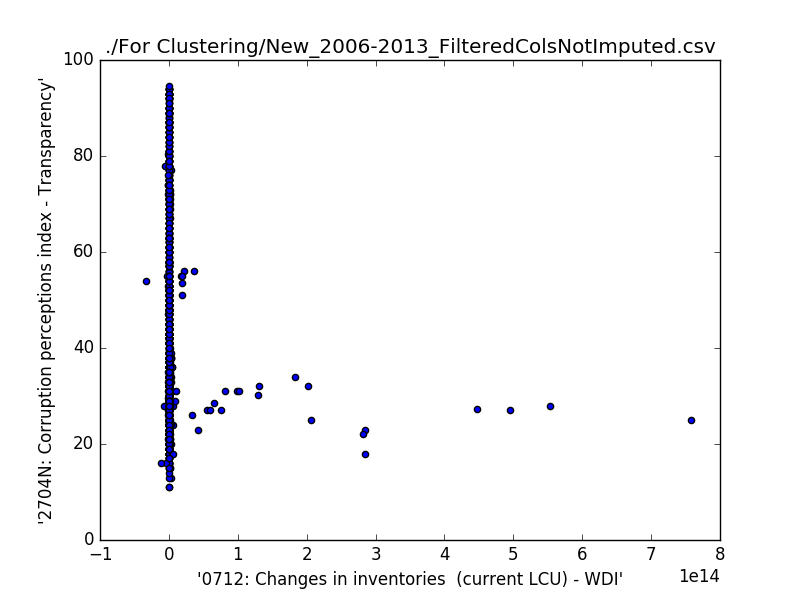 ./For Clustering/New_2006-2013_FilteredColsNotImputed.csv
'2704N: Corruption perceptions index - Transparency'
100
80
60
40
20
0
−1 0 1 2 3 4 5 6 7 8
1e14
'0712: Changes in inventories  (current LCU) - WDI'